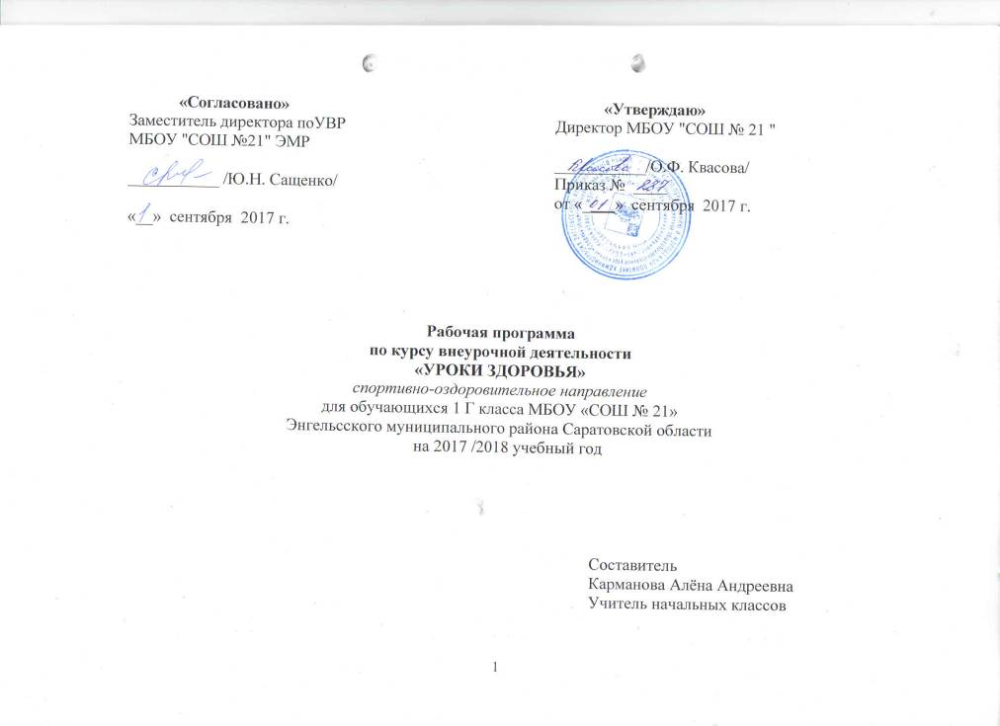 «Согласовано»
Заместитель директора поУВР
МБОУ "СОШ №21" ЭМР
___________ /Ю.Н. Сащенко/
«1» сентября 2017 г.
«Утверждаю»
Директор МБОУ "СОШ № 21 "
Квасова /О.Ф. Квасова/
Приказ № 287
от «01» сентября 2017 г.
Рабочая программа
по курсу внеурочной деятельности
«УРОКИ ЗДОРОВЬЯ»
спортивно-оздоровительное направление
для обучающихся 1 Г класса МБОУ «СОШ № 21»
Энгельсского муниципального района Саратовской области
на 2017 /2018 учебный год
Составитель
Карманова Алёна Андреевна
Учитель начальных классов
1